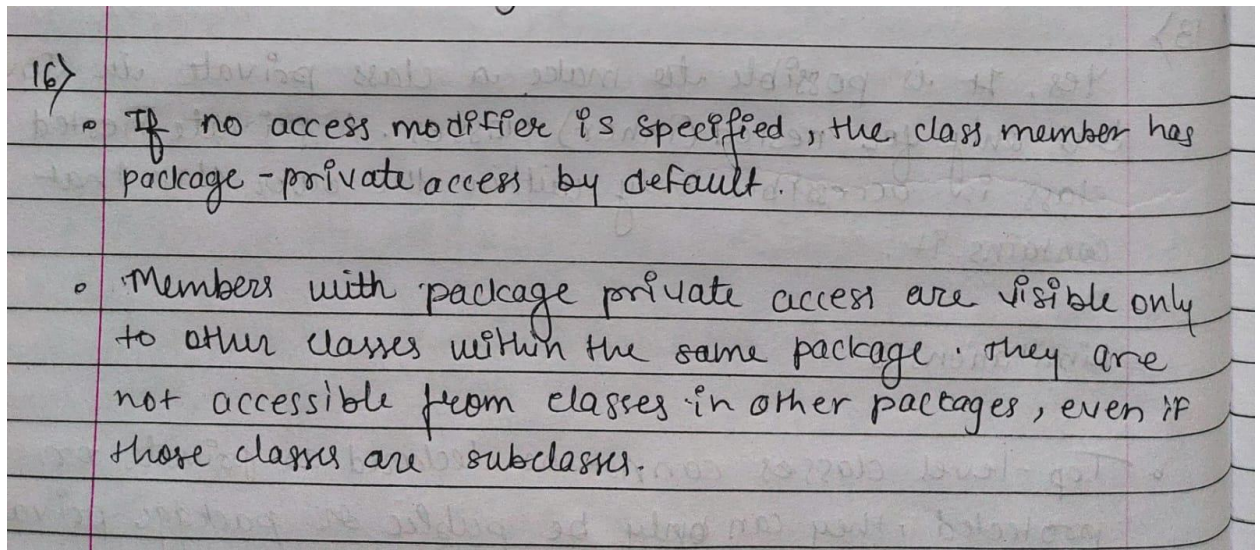 16>
• If no access modifier is specified, the class member has
package-private access by default.
• Members with package private access are visible only
to other classes within the same package. They are
not accessible from classes in other packages, even if
those classes are subclasses.